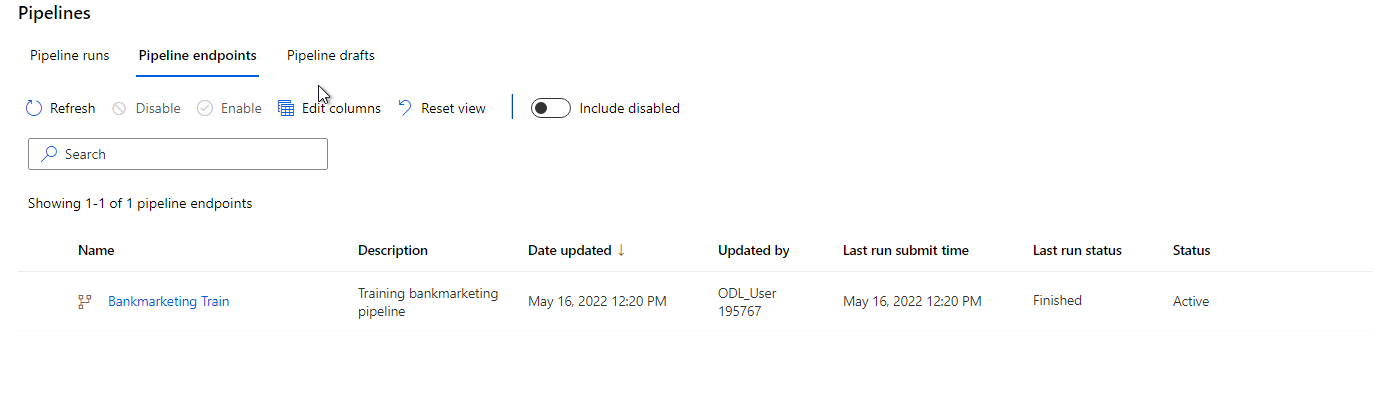 Pipelines
Pipeline runs Pipeline endpoints Pipeline drafts
Refresh Disable Enable Edit columns Reset view Include disabled
Search
Showing 1-1 of 1 pipeline endpoints
Name Description Date updated ↓ Updated by Last run submit time Last run status Status
Bankmarketing Train Training bankmarketing pipeline May 16, 2022 12:20 PM ODL_User 195767 May 16, 2022 12:20 PM Finished Active